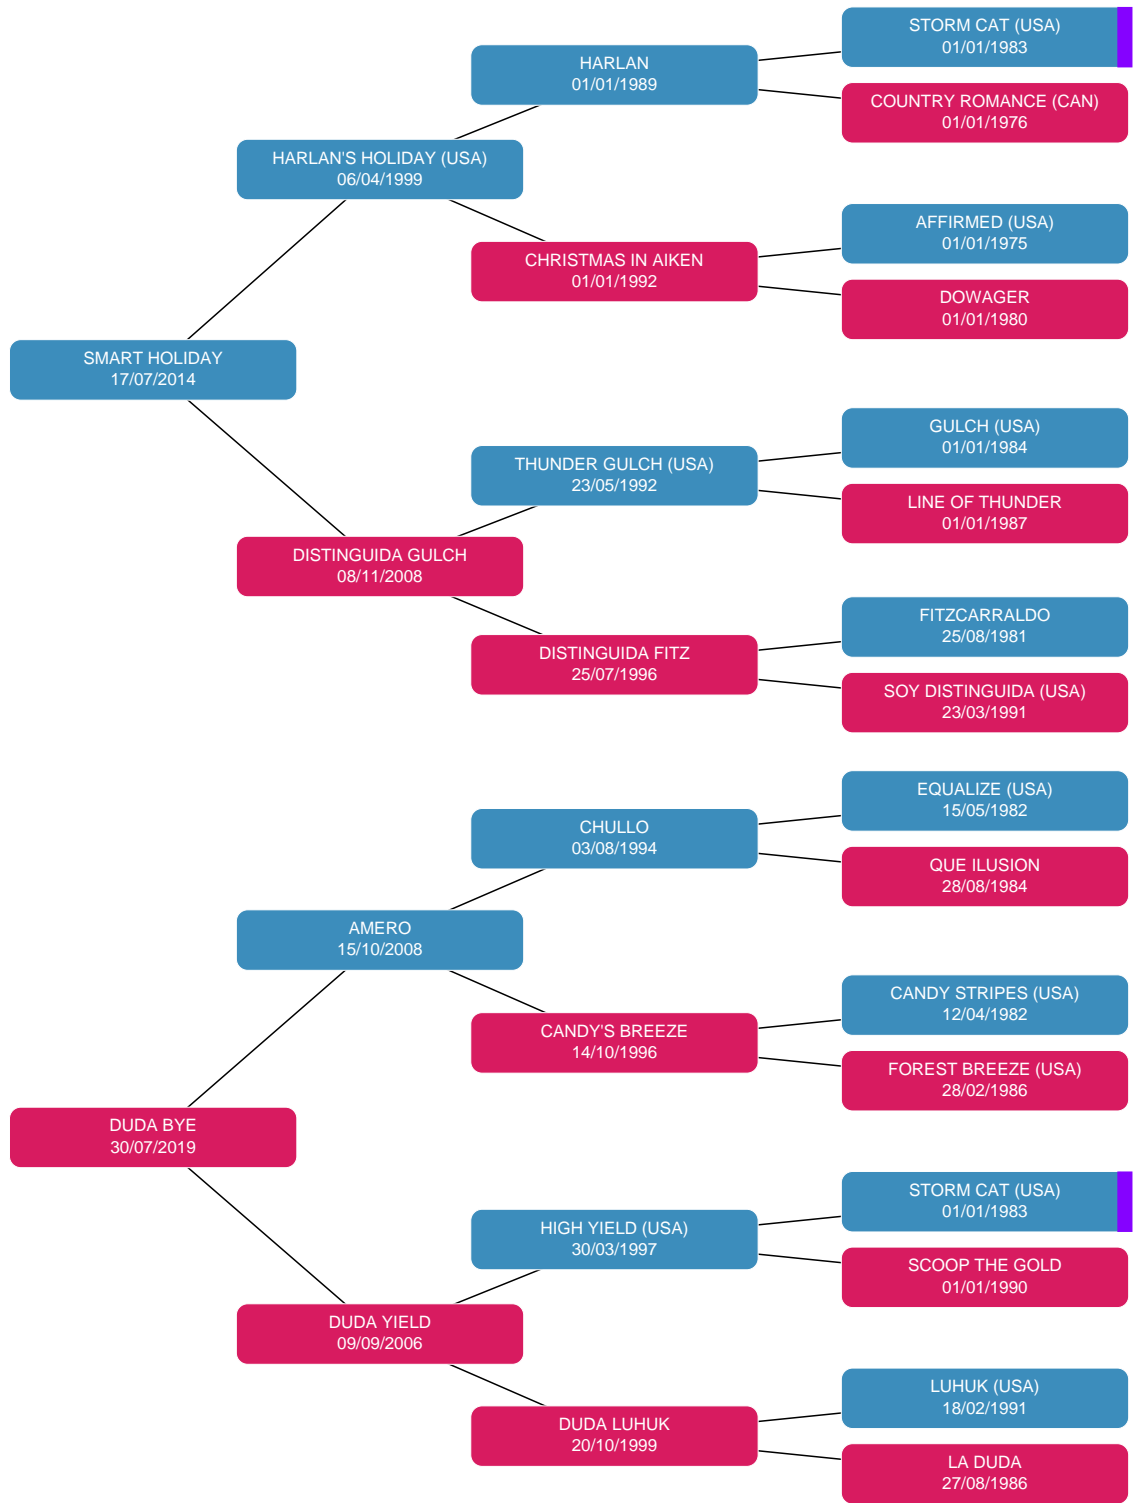 STORM CAT (USA)
01/01/1983
HARLAN
01/01/1989
COUNTRY ROMANCE (CAN)
01/01/1976
HARLAN'S HOLIDAY (USA)
06/04/1999
AFFIRMED (USA)
01/01/1975
CHRISTMAS IN AIKEN
01/01/1992
DOWAGER
01/01/1980
SMART HOLIDAY
17/07/2014
GULCH (USA)
01/01/1984
THUNDER GULCH (USA)
23/05/1992
LINE OF THUNDER
01/01/1987
DISTINGUIDA GULCH
08/11/2008
FITZCARRALDO
25/08/1981
DISTINGUIDA FITZ
25/07/1996
SOY DISTINGUIDA (USA)
23/03/1991
EQUALIZE (USA)
15/05/1982
CHULLO
03/08/1994
QUE ILUSION
28/08/1984
AMERO
15/10/2008
CANDY STRIPES (USA)
12/04/1982
CANDY'S BREEZE
14/10/1996
FOREST BREEZE (USA)
28/02/1986
DUDA BYE
30/07/2019
STORM CAT (USA)
01/01/1983
HIGH YIELD (USA)
30/03/1997
SCOOP THE GOLD
01/01/1990
DUDA YIELD
09/09/2006
LUHUK (USA)
18/02/1991
DUDA LUHUK
20/10/1999
LA DUDA
27/08/1986